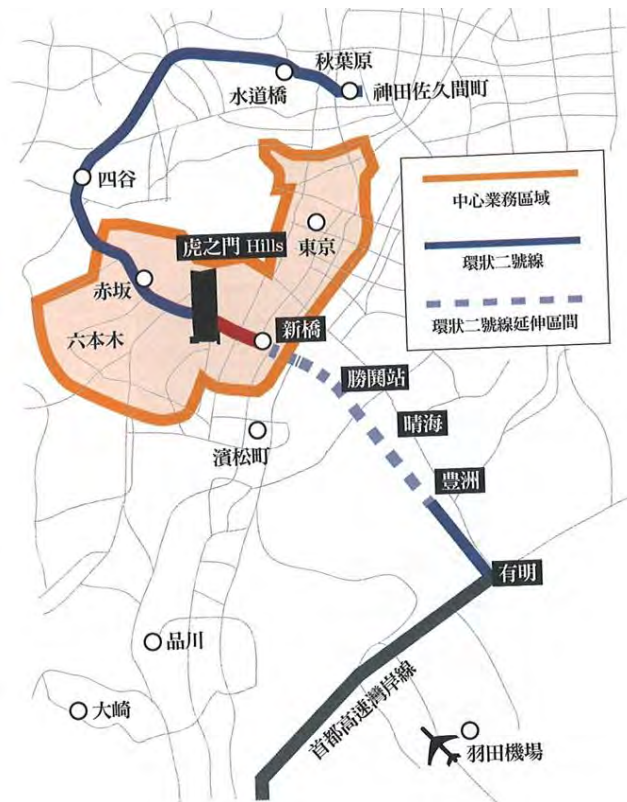 秋葉原
水道橋
神田佐久間町
四谷
中心業務區域
虎之門 Hills
東京
環狀二號線
赤坂
環狀二號線延伸區間
六本木
新橋
勝鬨站
晴海
濱松町
豊洲
有明
品川
首都高速灣岸線
大崎
羽田機場